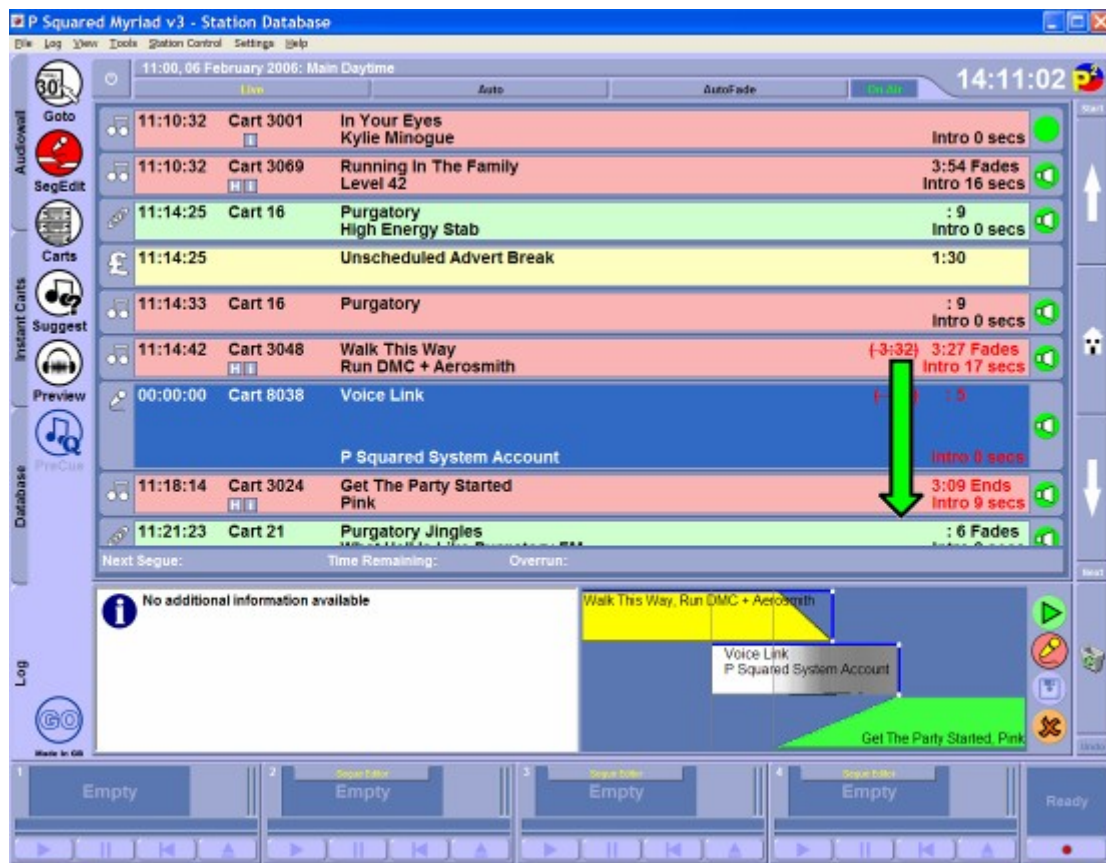 P Squared Myriad v3 - Station Database
File Log View Tools Station Control Settings Help
11:00, 06 February 2006: Main Daytime
14:11:02
Live Auto AutoFade On Air
Start
Audiowall
Goto
SegEdit
Carts
Instant Carts
Suggest
Preview
PreCue
Database
Log
GO
Made in GB
11:10:32 Cart 3001 In Your Eyes
I Kylie Minogue Intro 0 secs
11:10:32 Cart 3069 Running In The Family 3:54 Fades
H I Level 42 Intro 16 secs
11:14:25 Cart 16 Purgatory : 9
High Energy Stab Intro 0 secs
£ 11:14:25 Unscheduled Advert Break 1:30
11:14:33 Cart 16 Purgatory : 9
Intro 0 secs
11:14:42 Cart 3048 Walk This Way (-3:32) 3:27 Fades
H I Run DMC + Aerosmith Intro 17 secs
00:00:00 Cart 8038 Voice Link : 5
P Squared System Account Intro 0 secs
11:18:14 Cart 3024 Get The Party Started 3:09 Ends
H I Pink Intro 9 secs
11:21:23 Cart 21 Purgatory Jingles : 6 Fades
Next Segue: Time Remaining: Overrun:
Next
No additional information available
Walk This Way, Run DMC + Aerosmith
Voice Link
P Squared System Account
Get The Party Started, Pink
Undo
1 Empty
2 Segue Editor
Empty
3 Segue Editor
Empty
4 Segue Editor
Empty
Ready